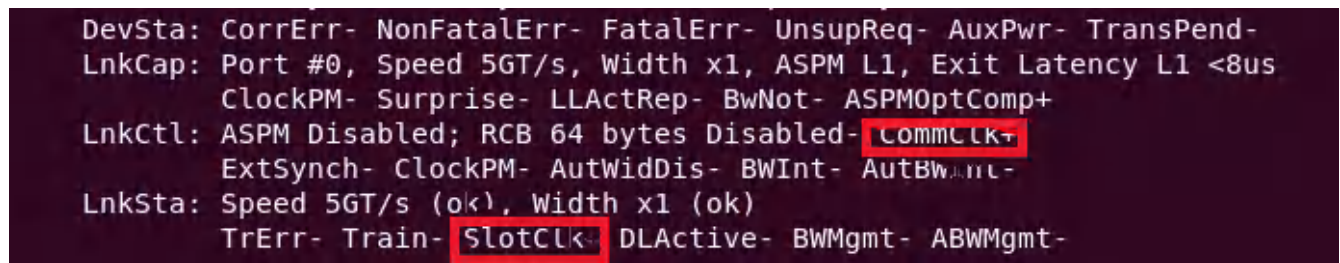 DevSta: CorrErr- NonFatalErr- FatalErr- UnsupReq- AuxPwr- TransPend-
LnkCap: Port #0, Speed 5GT/s, Width x1, ASPM L1, Exit Latency L1 <8us
ClockPM- Surprise- LLActRep- BwNot- ASPMOptComp+
LnkCtl: ASPM Disabled; RCB 64 bytes Disabled- CommClk+
ExtSynch- ClockPM- AutWidDis- BWInt-
LnkSta: Speed 5GT/s (ok), Width x1 (ok)
TrErr- Train- DLActive- BWMgmt- ABWMgmt-